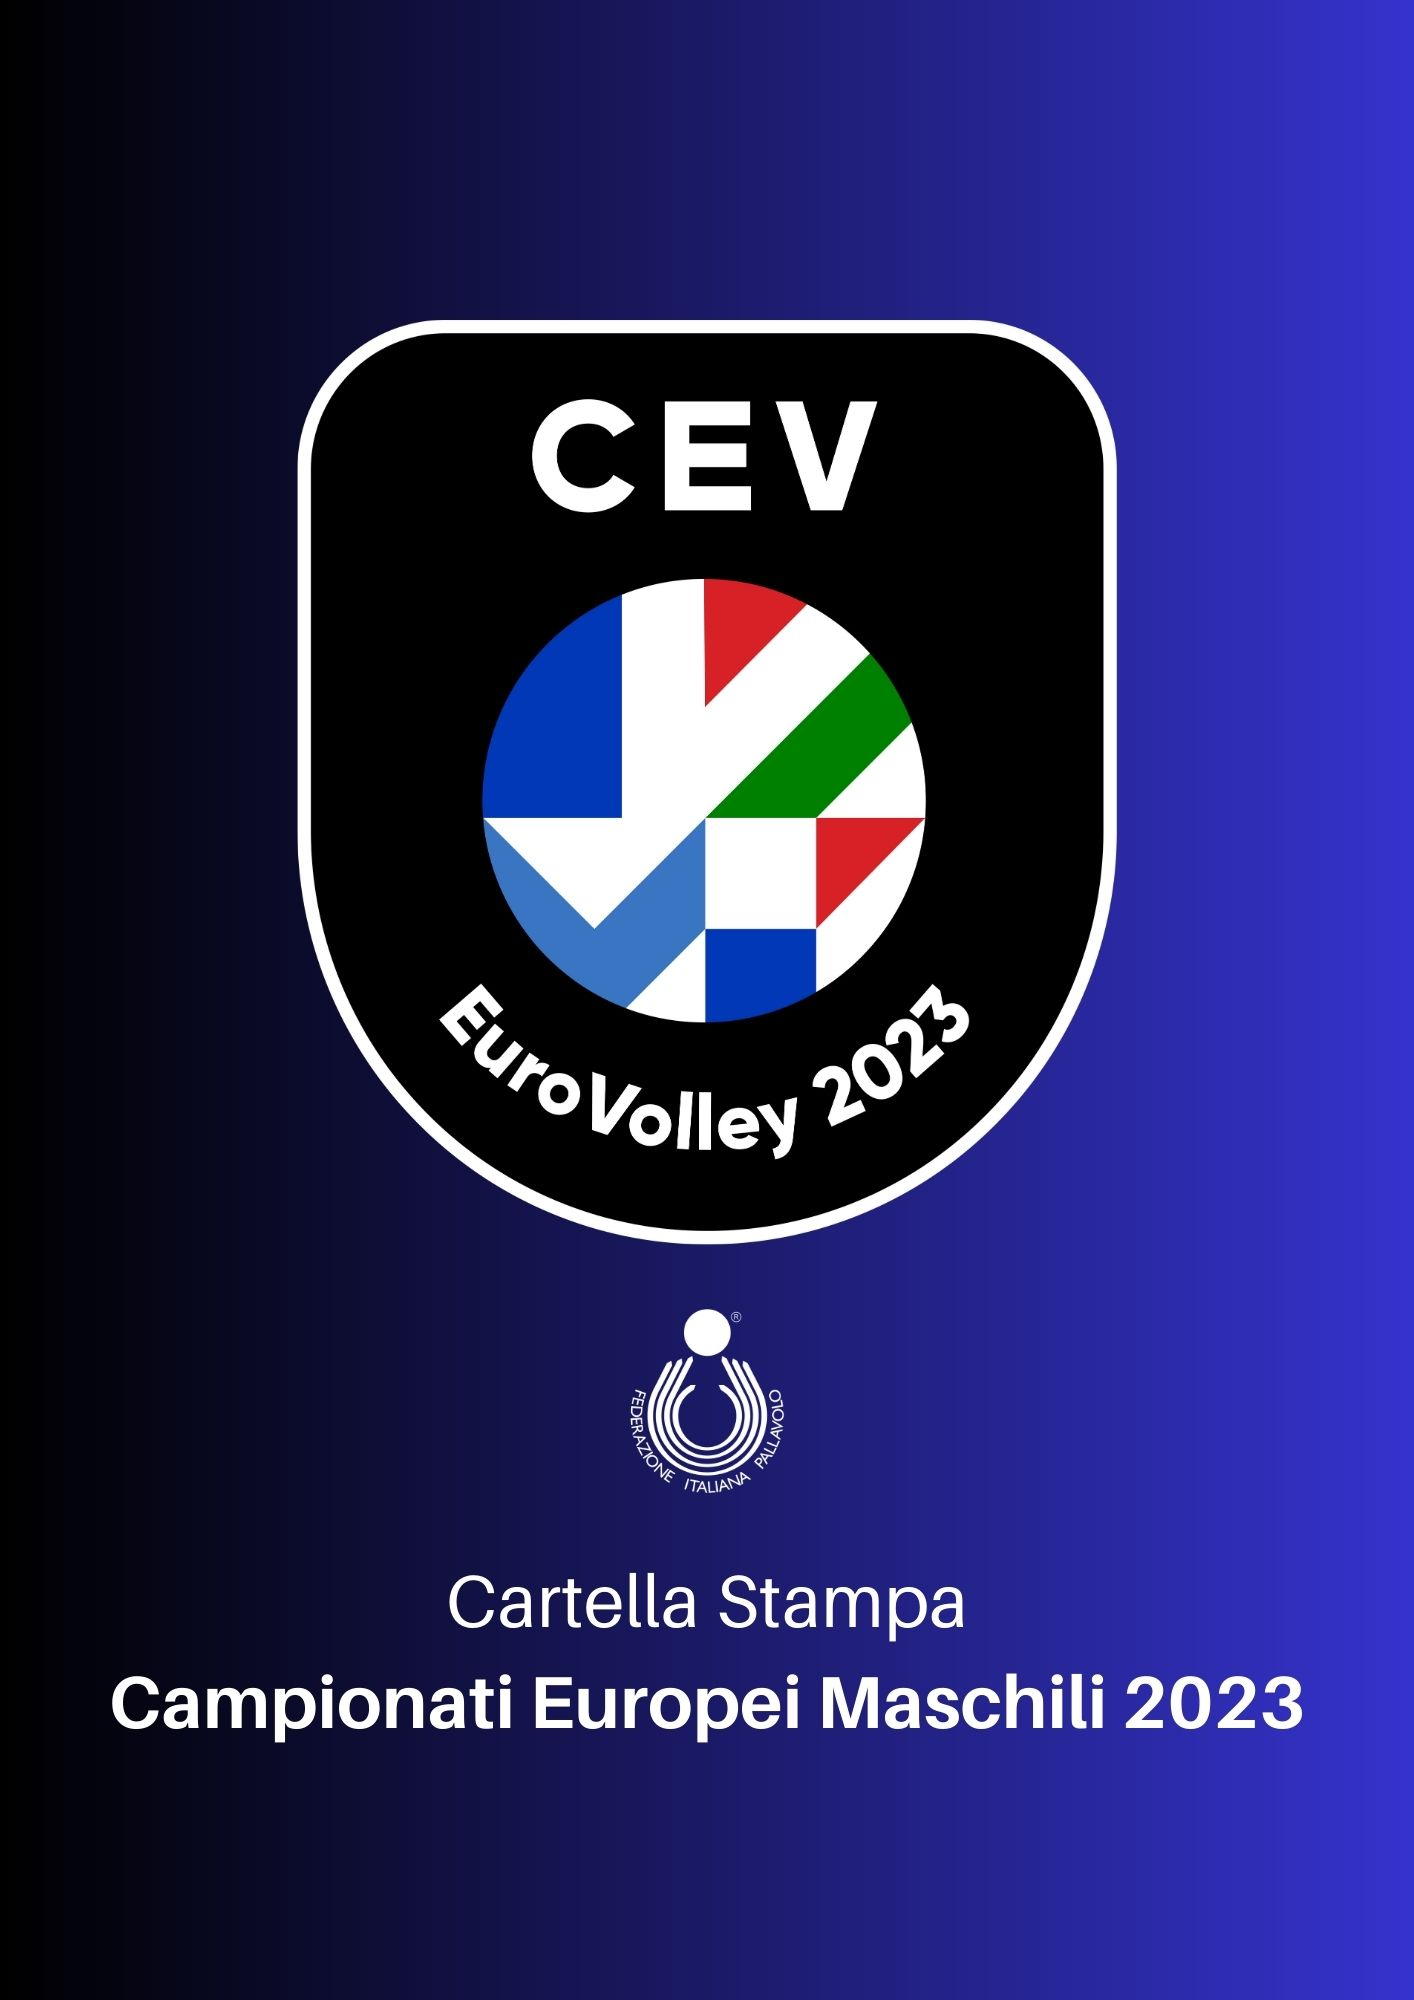 CEV
EuroVolley 2023
®
FEDERAZIONE ITALIANA PALLAVOLO
Cartella Stampa
Campionati Europei Maschili 2023